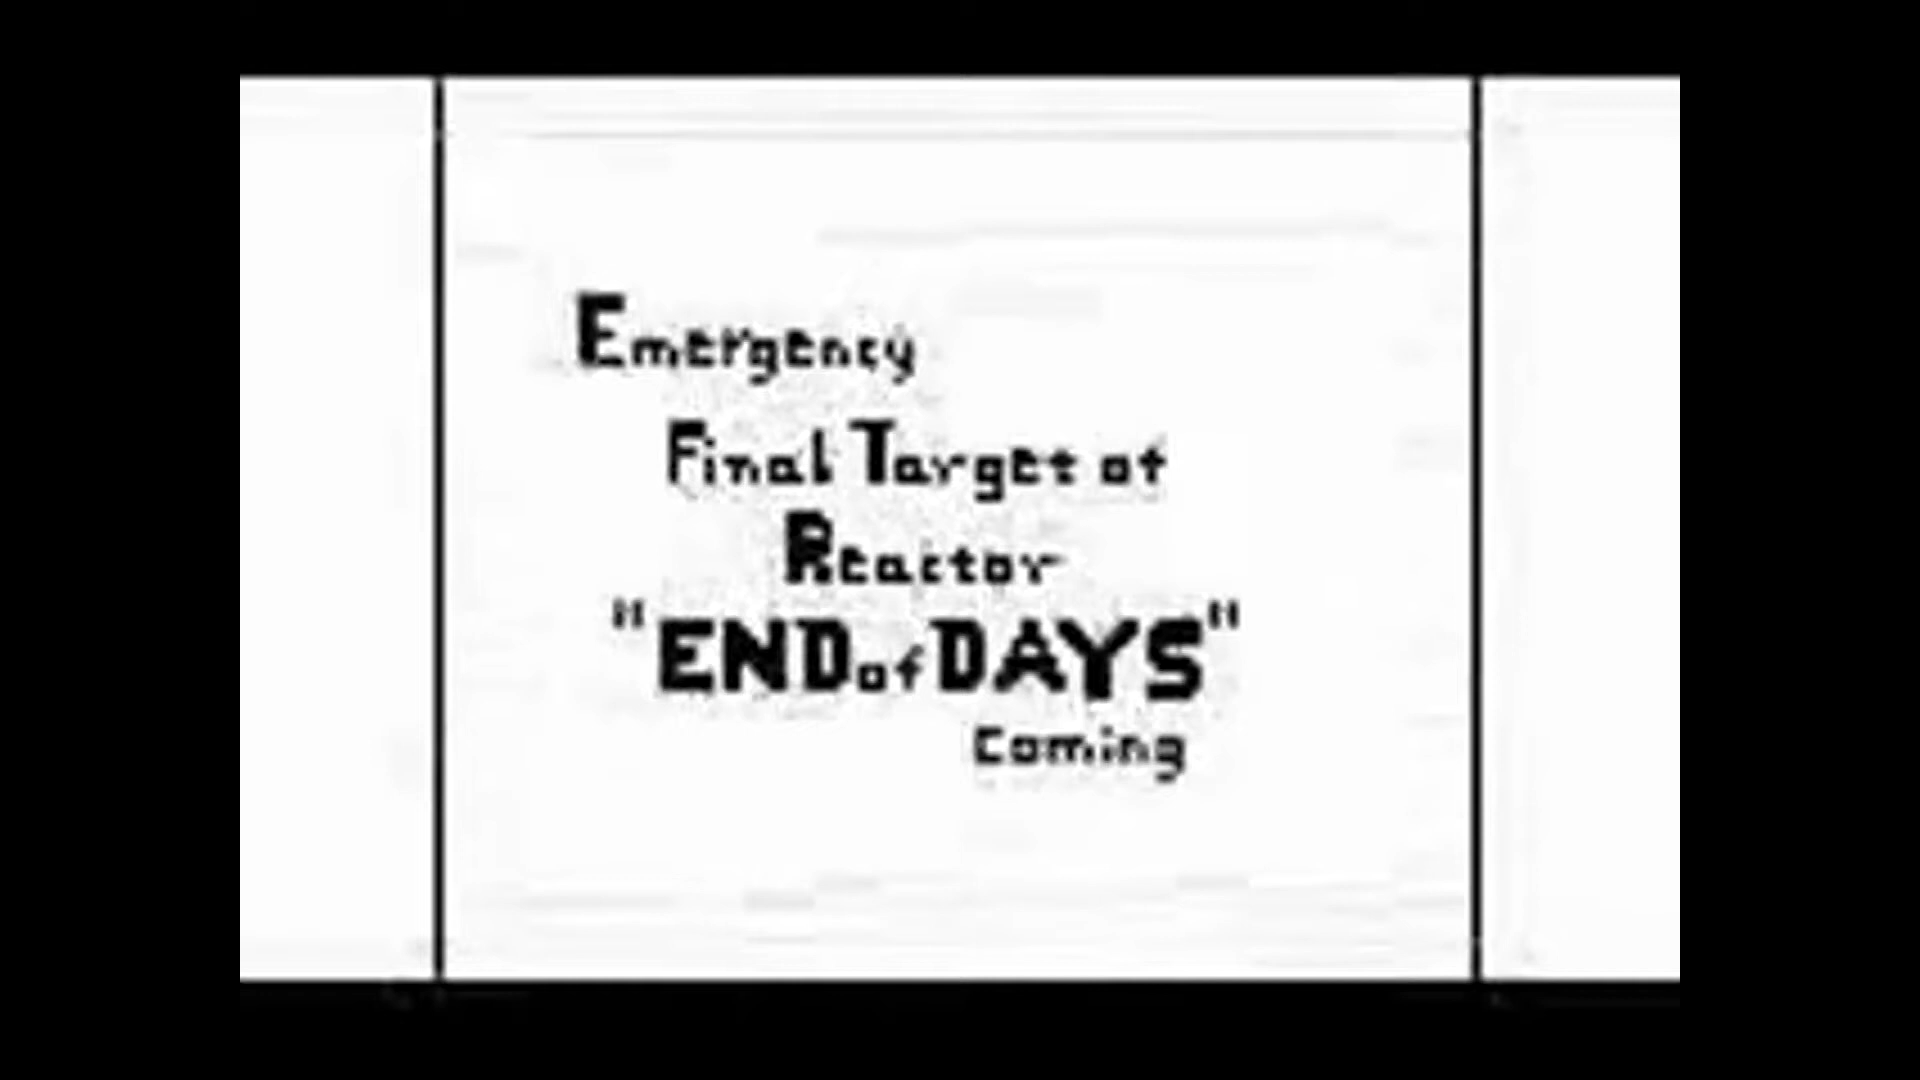 Emergency
Final Target of
Reactor
"END of DAYS"
Coming